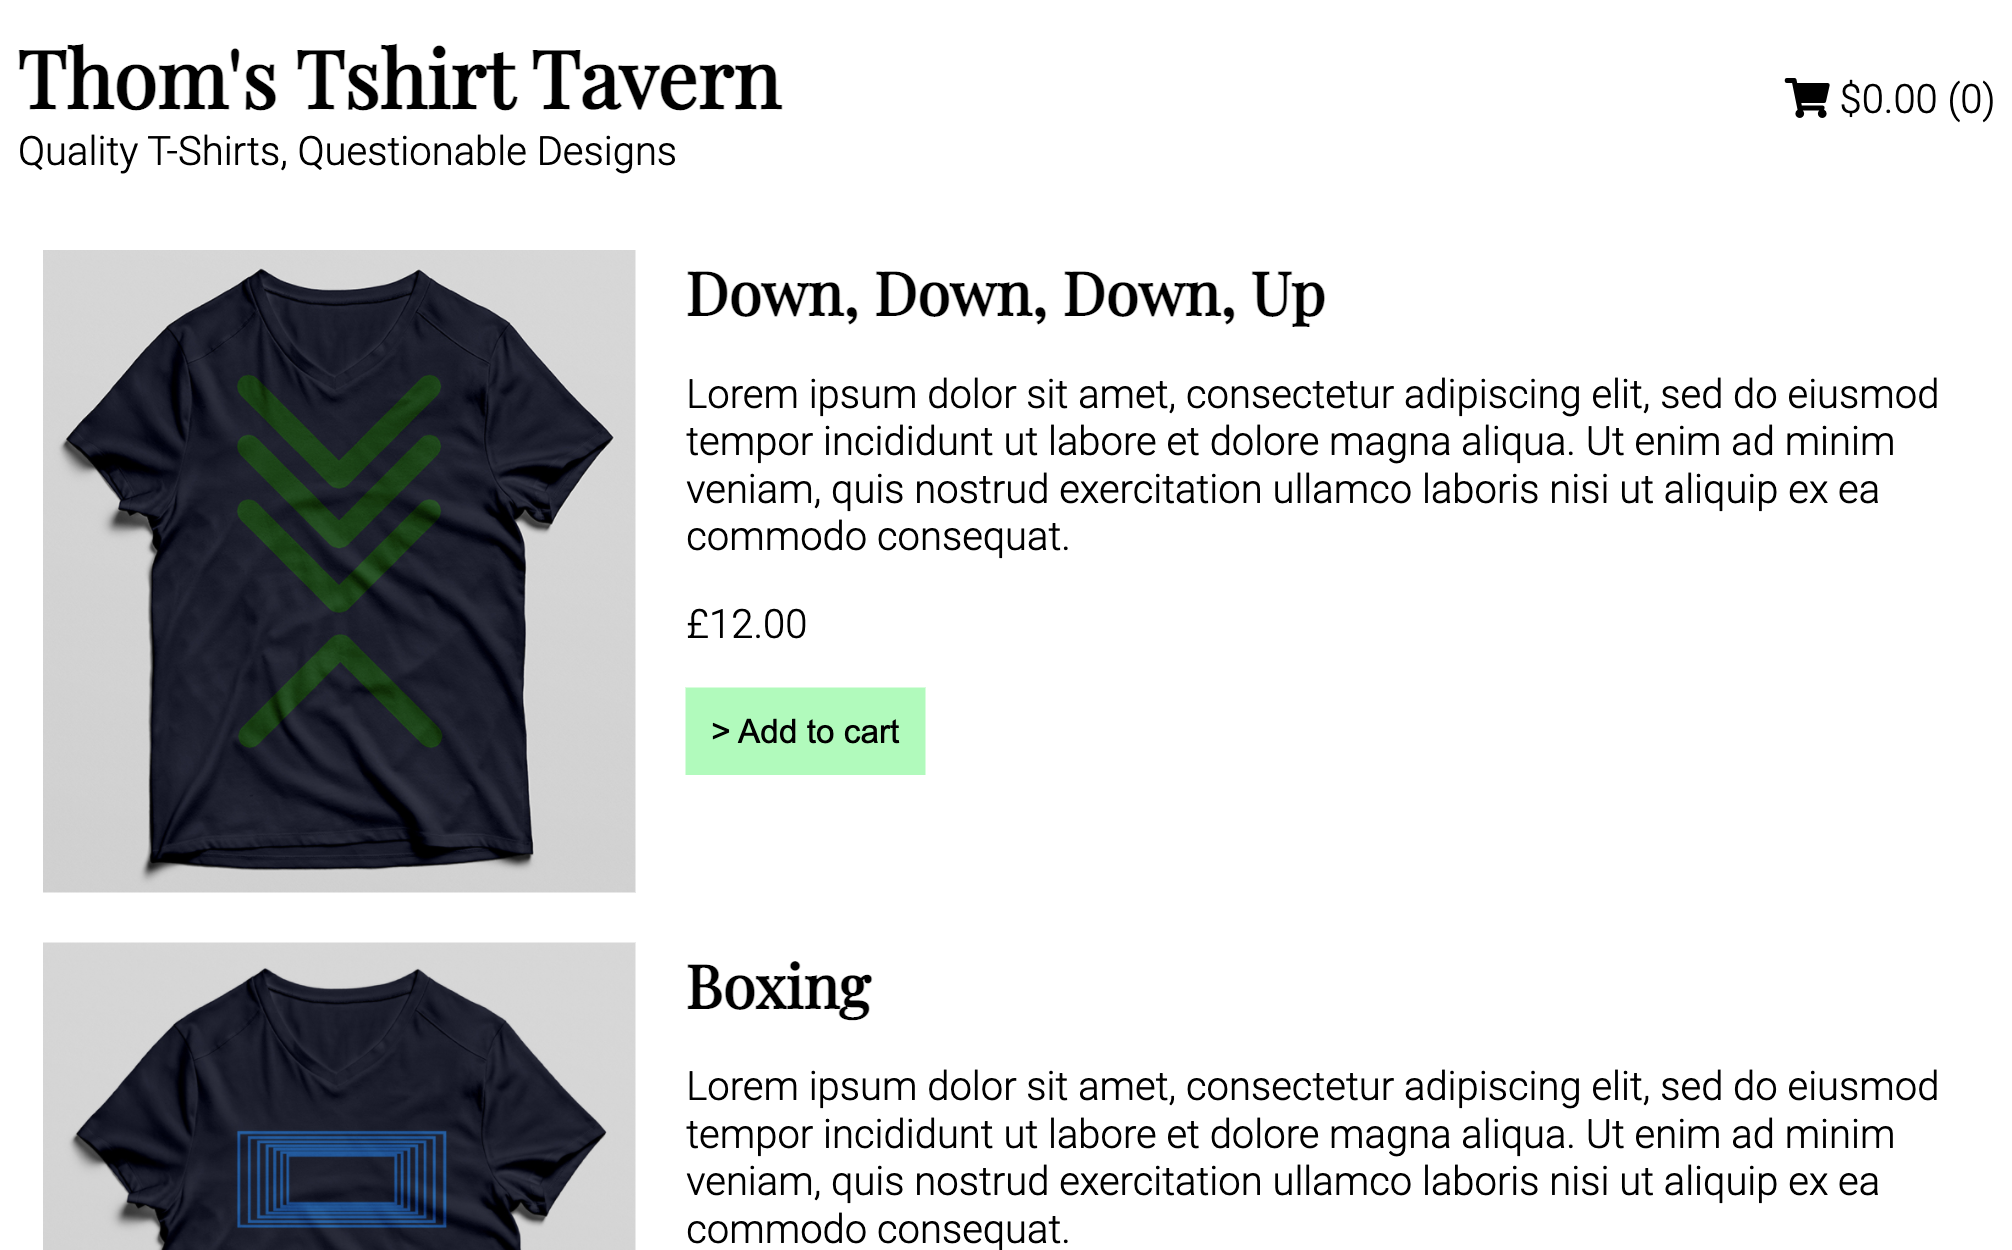 Thom's Tshirt Tavern
Quality T-Shirts, Questionable Designs
$0.00 (0)
Down, Down, Down, Up
Lorem ipsum dolor sit amet, consectetur adipiscing elit, sed do eiusmod
tempor incididunt ut labore et dolore magna aliqua. Ut enim ad minim
veniam, quis nostrud exercitation ullamco laboris nisi ut aliquip ex ea
commodo consequat.
£12.00
> Add to cart
Boxing
Lorem ipsum dolor sit amet, consectetur adipiscing elit, sed do eiusmod
tempor incididunt ut labore et dolore magna aliqua. Ut enim ad minim
veniam, quis nostrud exercitation ullamco laboris nisi ut aliquip ex ea
commodo consequat.